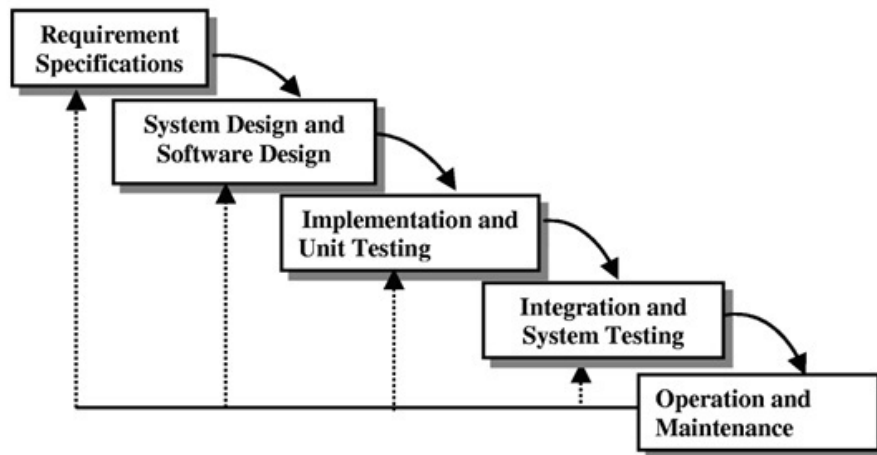 Requirement
Specifications
System Design and
Software Design
Implementation and
Unit Testing
Integration and
System Testing
Operation and
Maintenance